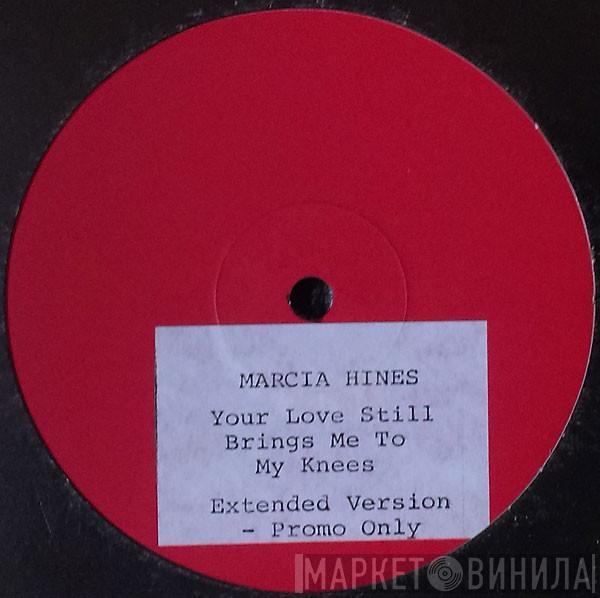 MARCIA HINES
Your Love Still
Brings Me To
My Knees
Extended Version
- Promo Only
МАРКЕТ ВИНИЛА